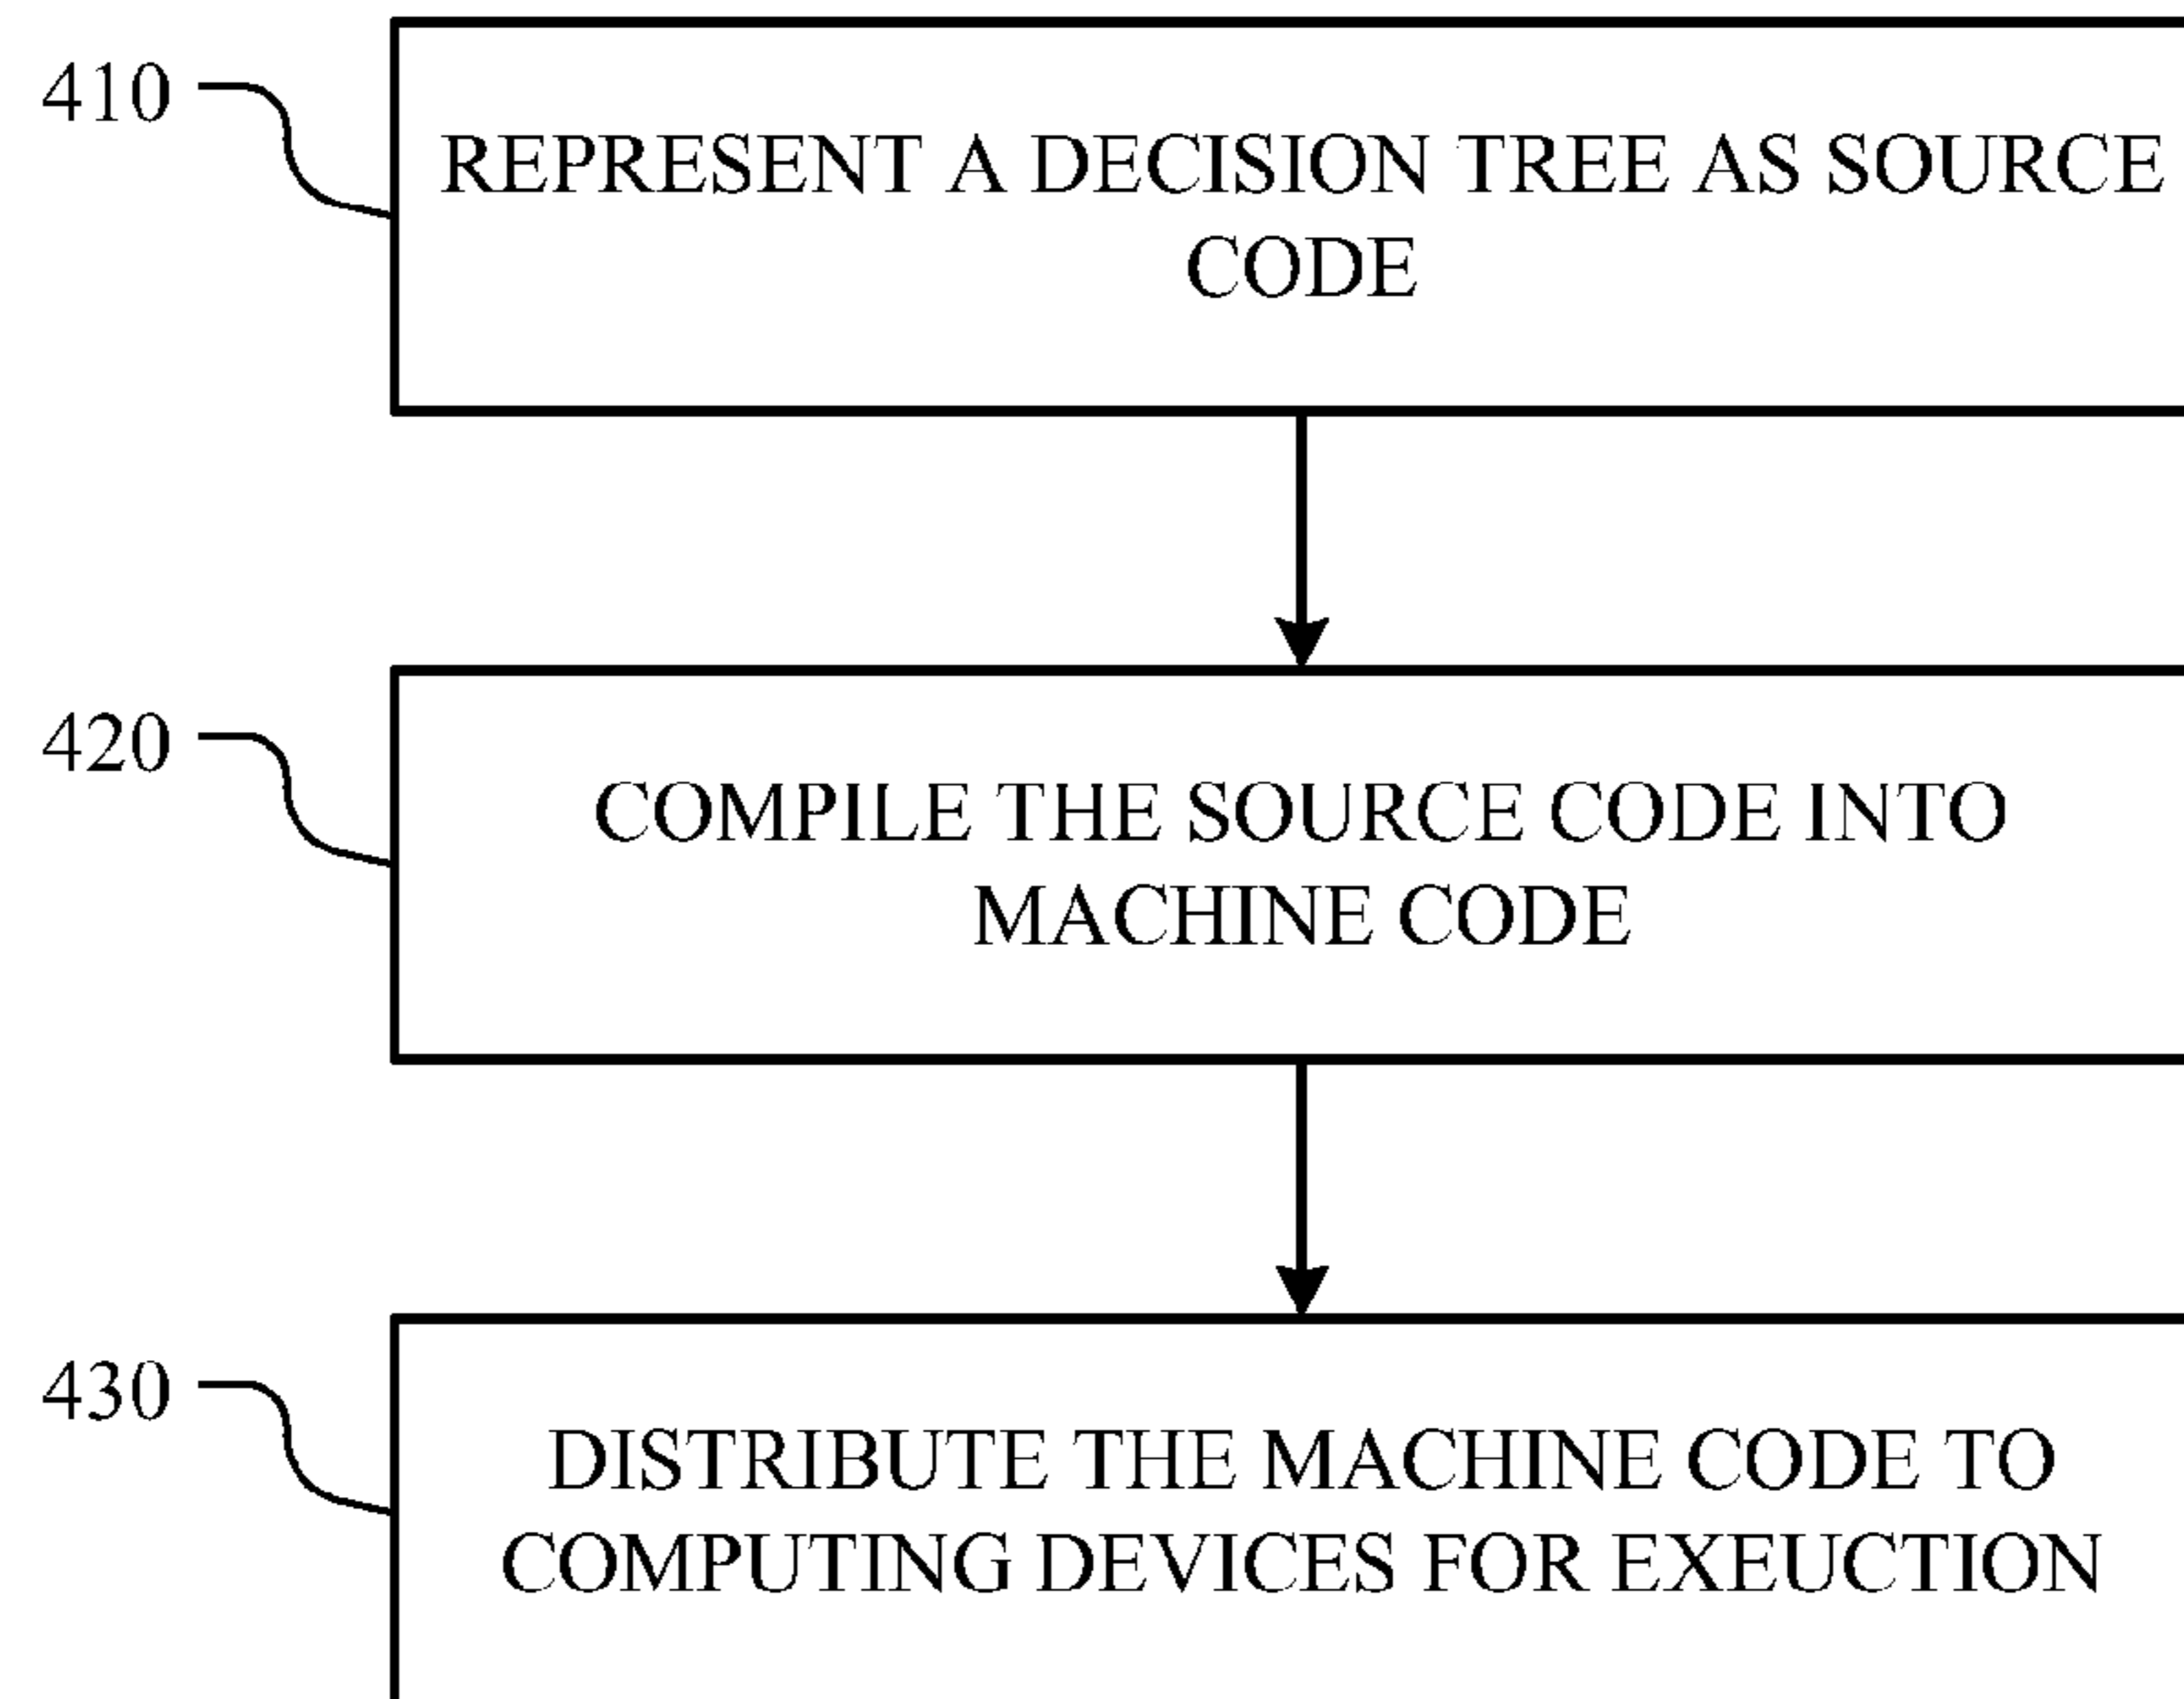 410
REPRESENT A DECISION TREE AS SOURCE
CODE
420
COMPILE THE SOURCE CODE INTO
MACHINE CODE
430
DISTRIBUTE THE MACHINE CODE TO
COMPUTING DEVICES FOR EXEUCTION